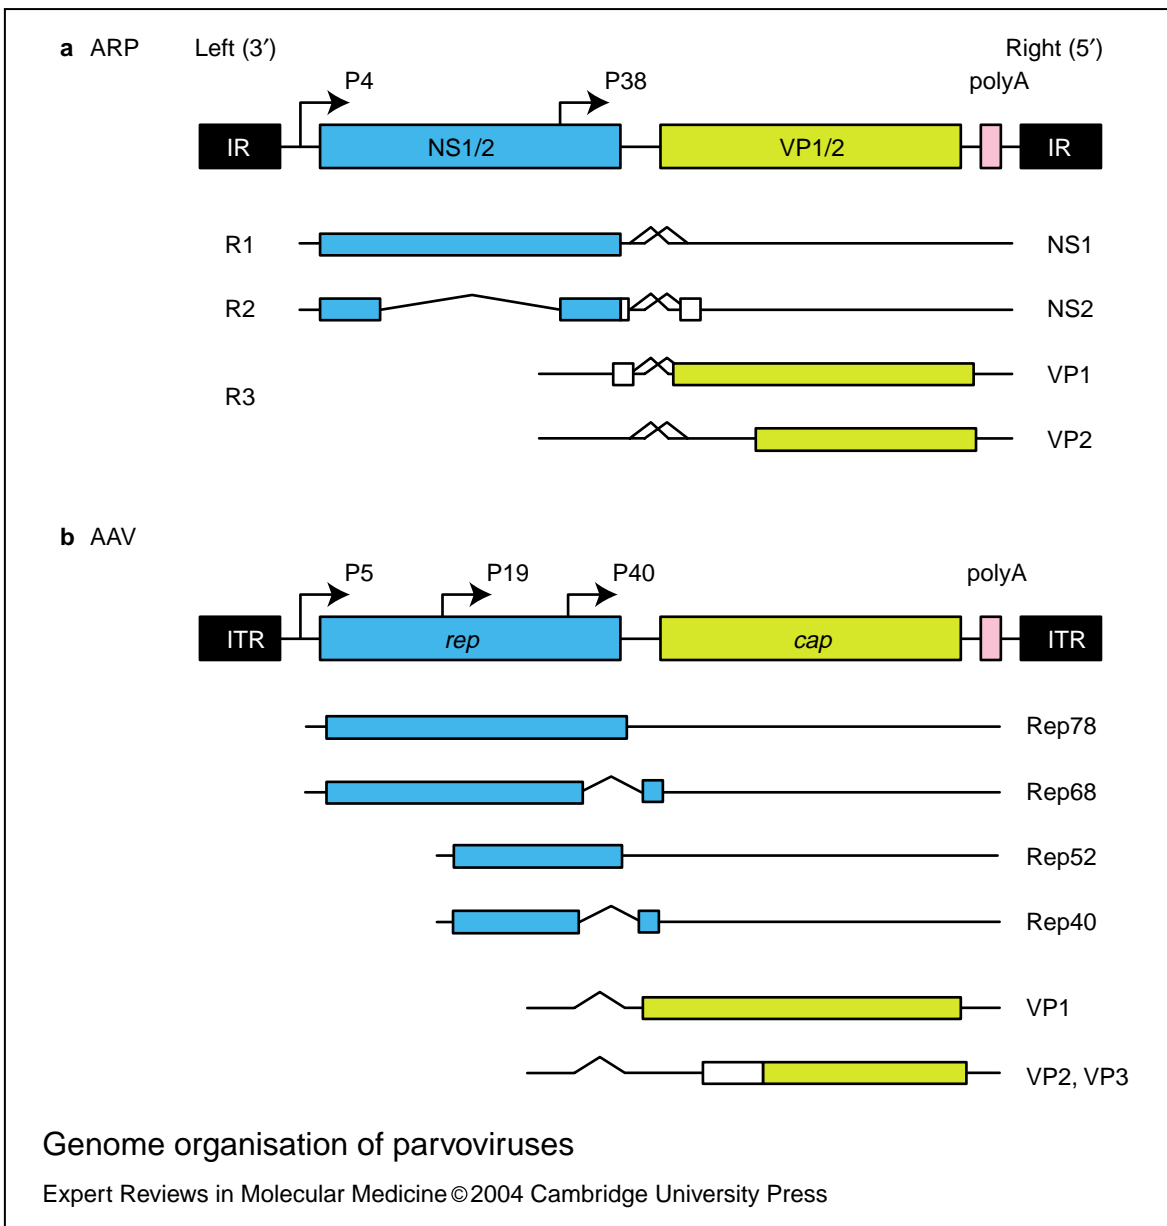 a ARP Left (3′) Right (5′)
P4 P38 polyA
IR NS1/2 VP1/2 IR
R1 NS1
R2 NS2
R3 VP1
VP2
b AAV
P5 P19 P40 polyA
ITR rep cap ITR
Rep78
Rep68
Rep52
Rep40
VP1
VP2, VP3
Genome organisation of parvoviruses
Expert Reviews in Molecular Medicine ©2004 Cambridge University Press